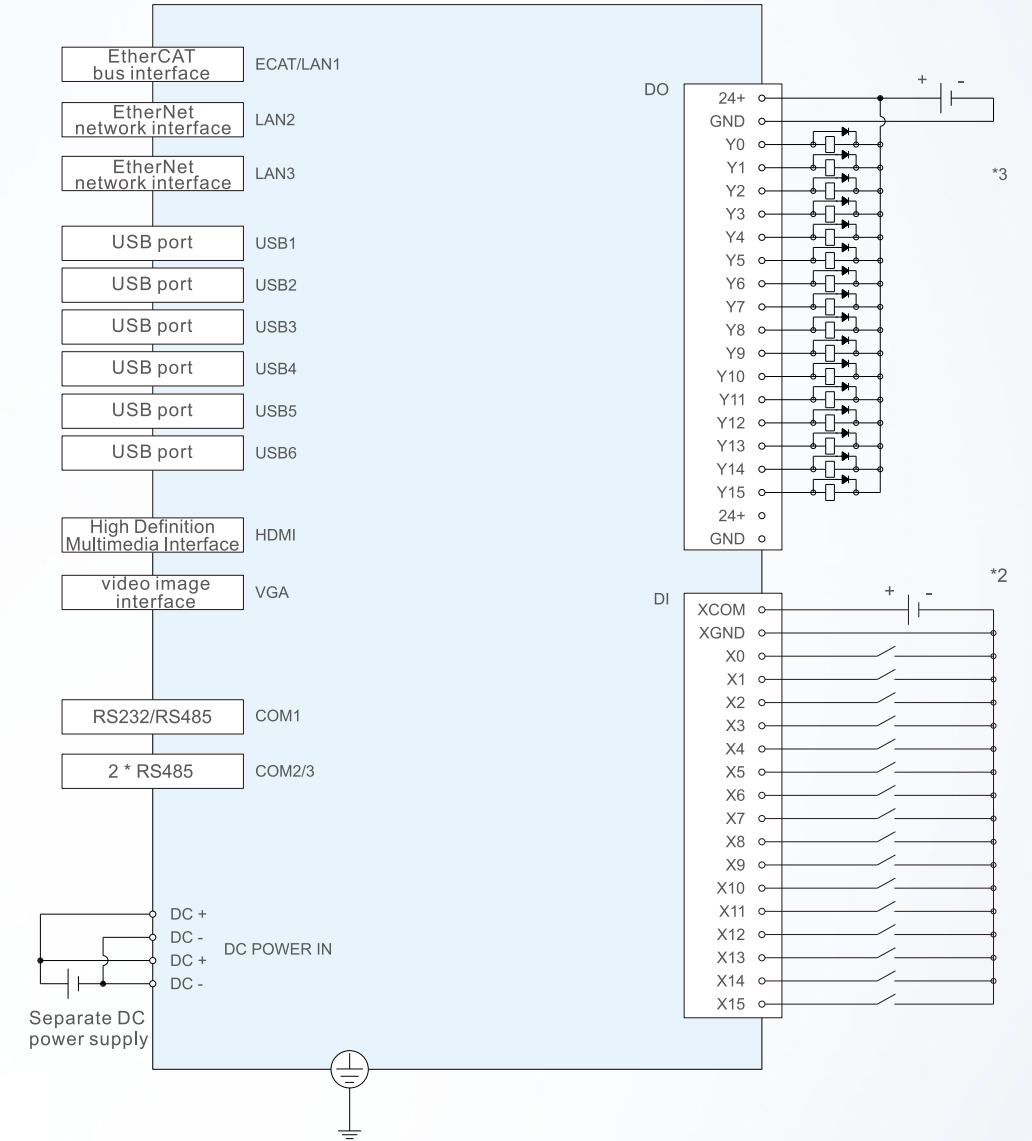 EtherCAT
bus interface
ECAT/LAN1
EtherNet
network interface
LAN2
EtherNet
network interface
LAN3
USB port
USB1
USB port
USB2
USB port
USB3
USB port
USB4
USB port
USB5
USB port
USB6
High Definition
Multimedia Interface
HDMI
video image
interface
VGA
RS232/RS485
COM1
2 * RS485
COM2/3
DC +
DC -
DC +
DC -
DC POWER IN
Separate DC
power supply
DO
+ -
24+
GND
Y0
Y1
*3
Y2
Y3
Y4
Y5
Y6
Y7
Y8
Y9
Y10
Y11
Y12
Y13
Y14
Y15
24+
GND
*2
DI
+ -
XCOM
XGND
X0
X1
X2
X3
X4
X5
X6
X7
X8
X9
X10
X11
X12
X13
X14
X15